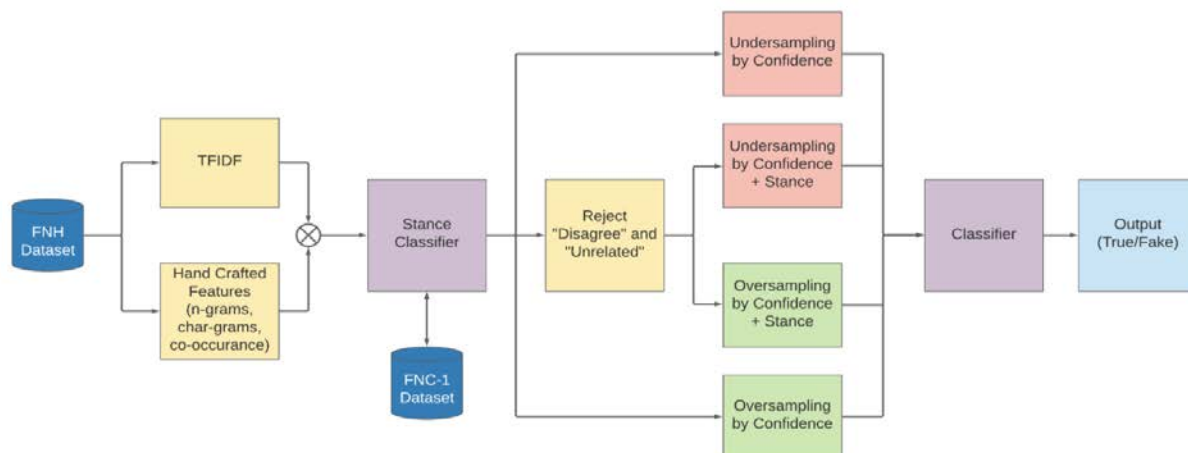 FNH
Dataset
TFIDF
Hand Crafted
Features
(n-grams,
char-grams,
co-occurance)
Stance
Classifier
FNC-1
Dataset
Reject
"Disagree" and
"Unrelated"
Undersampling
by Confidence
Undersampling
by Confidence
+ Stance
Oversampling
by Confidence
+ Stance
Oversampling
by Confidence
Classifier
Output
(True/Fake)